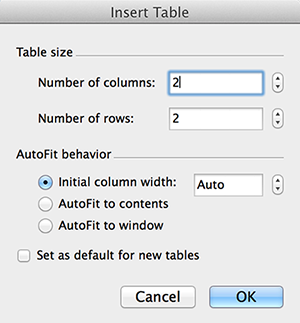 Insert Table
Table size
Number of columns: 2
Number of rows: 2
AutoFit behavior
Initial column width: Auto
AutoFit to contents
AutoFit to window
Set as default for new tables
Cancel OK